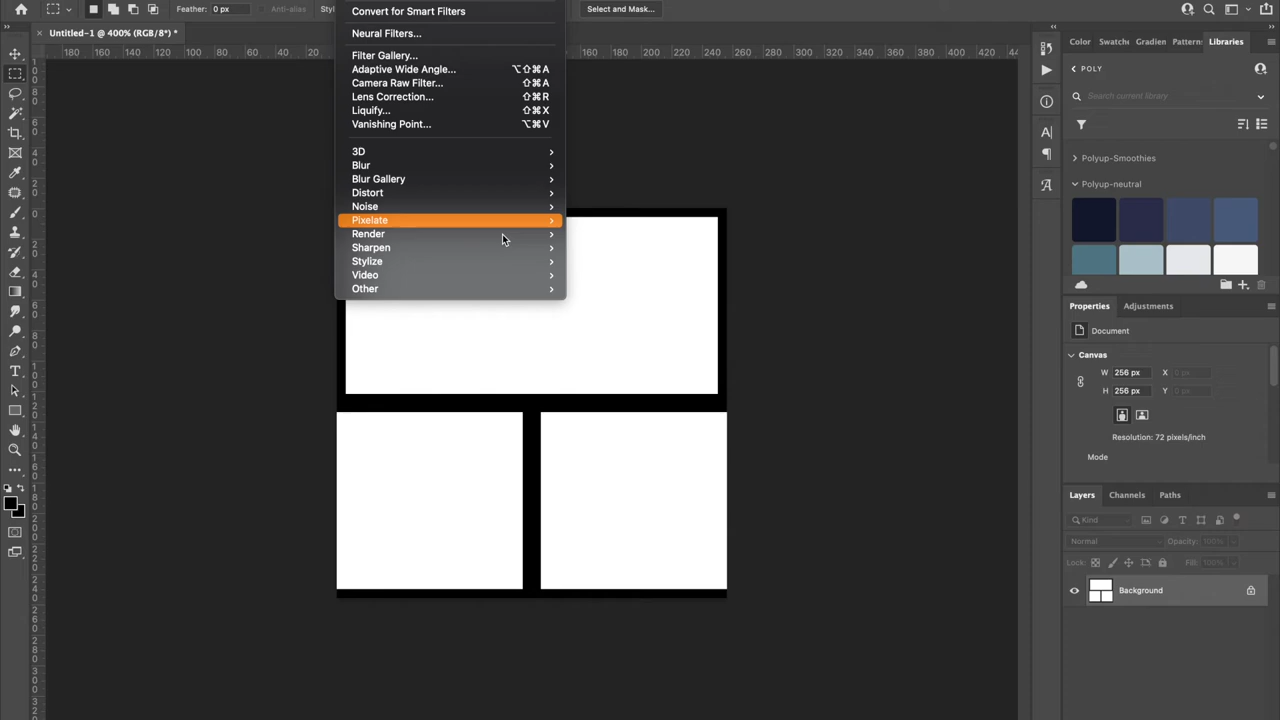 Feather: 0 px
Anti-alias
Select and Mask...
Untitled-1 @ 400% (RGB/8*) *
180 160 140 120 100 80 60 40 20
160 180 200 220 240 260 280 300 320 340 360 380 400 420
Convert for Smart Filters
Neural Filters...
Filter Gallery...
Adaptive Wide Angle... ⌥⇧⌘A
Camera Raw Filter... ⇧⌘A
Lens Correction... ⇧⌘R
Liquify... ⇧⌘X
Vanishing Point... ⌥⌘V
3D
Blur
Blur Gallery
Distort
Noise
Pixelate
Render
Sharpen
Stylize
Video
Other
Color Swatche Gradien Patterns Libraries
POLY
Search current library
Polyup-Smoothies
Polyup-neutral
Properties Adjustments
Document
Canvas
W 256 px X 0 px
H 256 px Y 0 px
Resolution: 72 pixels/inch
Mode
Layers Channels Paths
Kind
Normal Opacity: 100%
Lock: Fill: 100%
Background